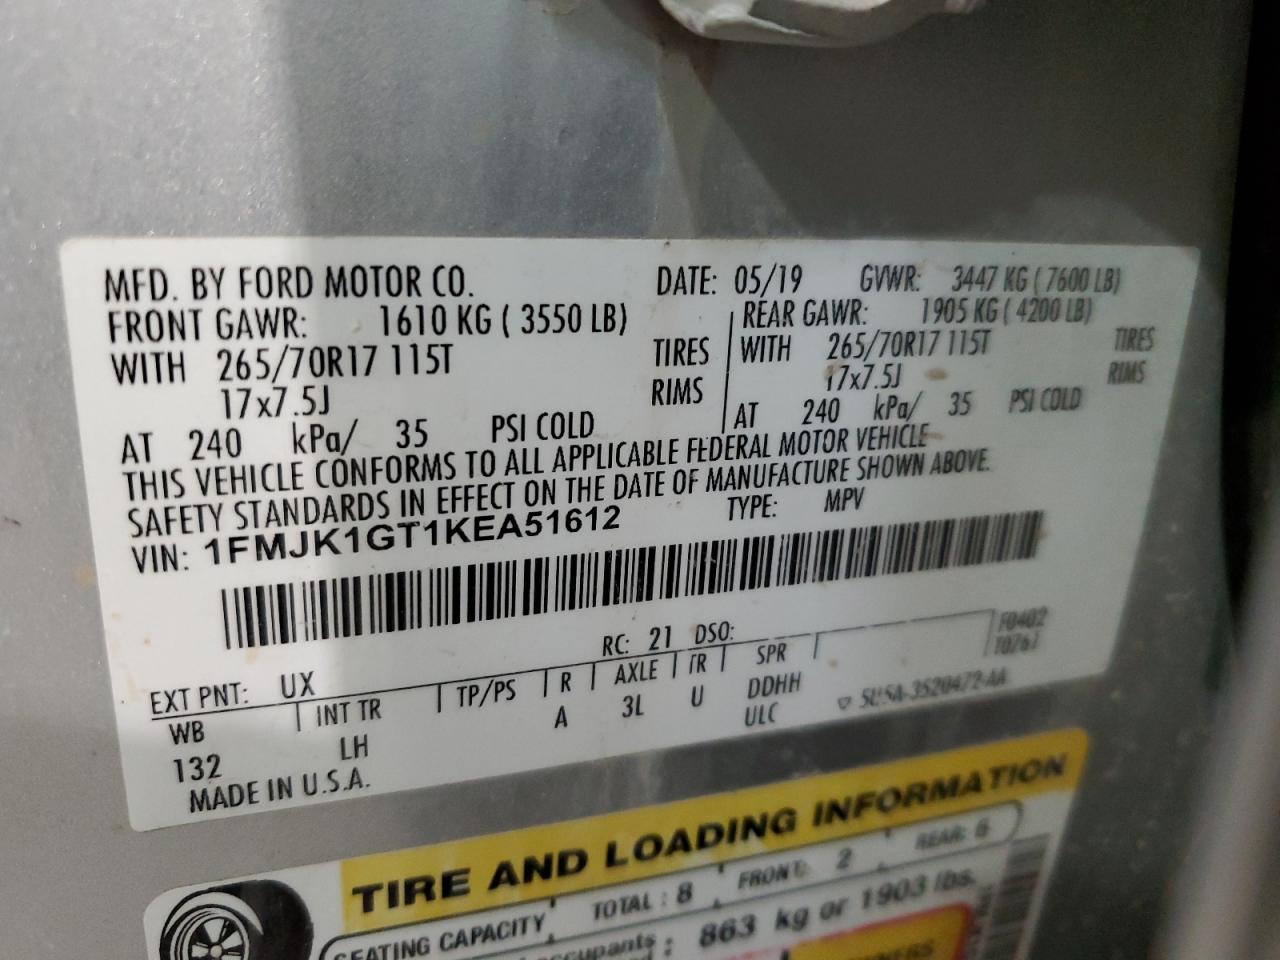 MFD. BY FORD MOTOR CO. DATE: 05/19 GVWR: 3447 KG ( 7600 LB)
FRONT GAWR: 1610 KG ( 3550 LB) REAR GAWR: 1905 KG ( 4200 LB)
WITH 265/70R17 115T TIRES WITH 265/70R17 115T TIRES
17x7.5J RIMS 17x7.5J RIMS
AT 240 kPa/ 35 PSI COLD AT 240 kPa/ 35 PSI COLD
THIS VEHICLE CONFORMS TO ALL APPLICABLE FEDERAL MOTOR VEHICLE
SAFETY STANDARDS IN EFFECT ON THE DATE OF MANUFACTURE SHOWN ABOVE.
VIN: 1FMJK1GT1KEA51612 TYPE: MPV
F0402
EXT PNT: UX RC: 21 DSO: T0767
WB INT TR TP/PS R AXLE TR SPR
132 LH A 3L U DDHH
ULC
MADE IN U.S.A.
TIRE AND LOADING INFORMATION
SEATING CAPACITY TOTAL : 8 FRONT: 2 REAR: 6
occupants : 863 kg or 1903 lbs.